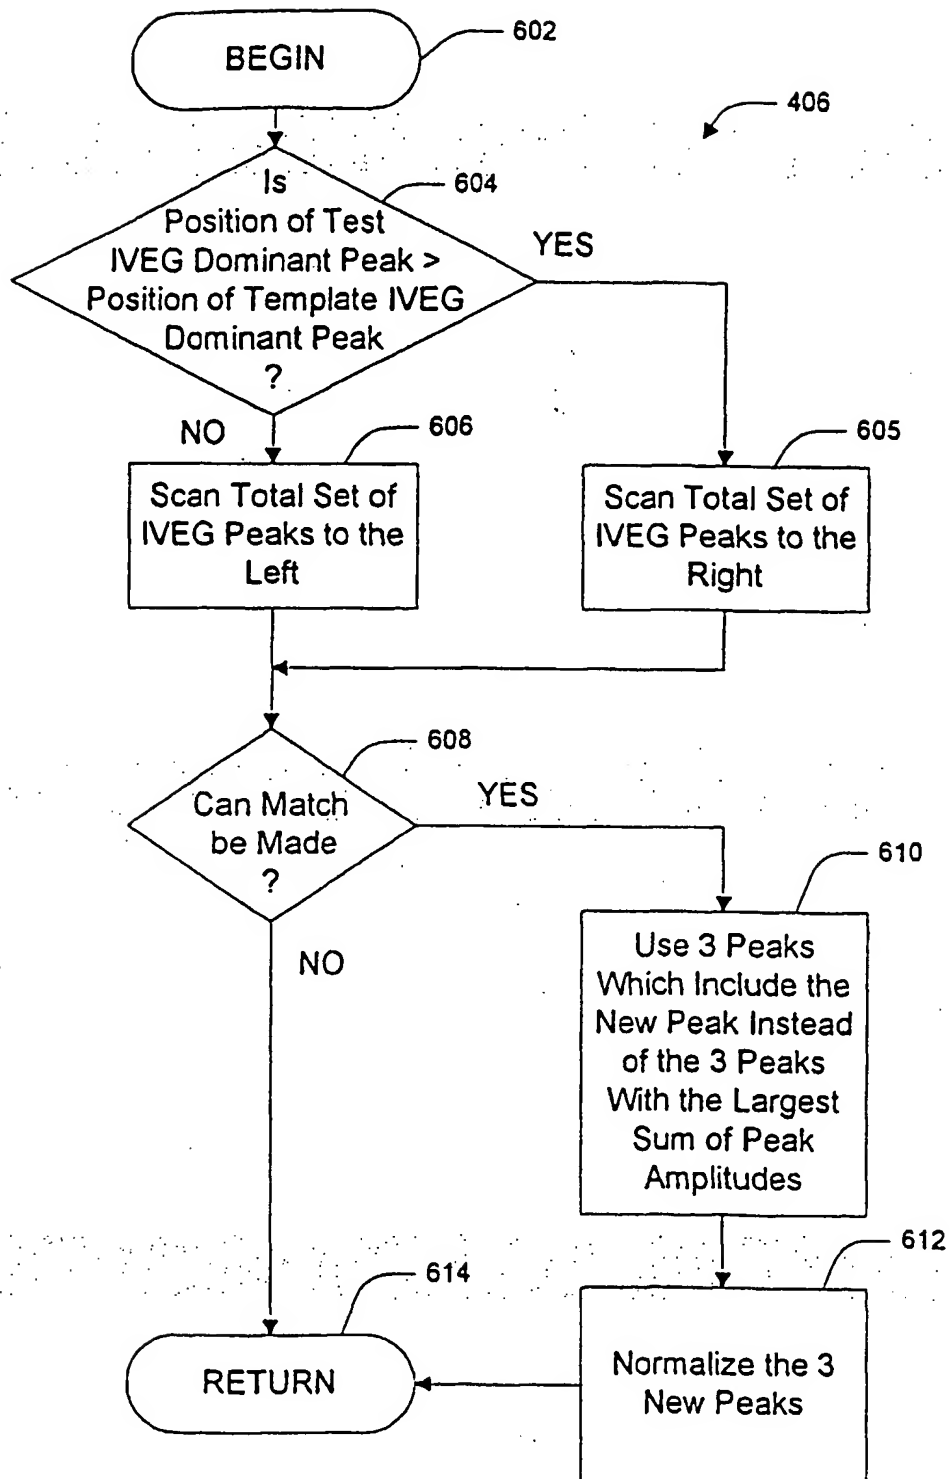 BEGIN
602
406
604
Is
Position of Test
IVEG Dominant Peak >
Position of Template IVEG
Dominant Peak
?
YES
NO
606
605
Scan Total Set of
IVEG Peaks to the
Left
Scan Total Set of
IVEG Peaks to the
Right
608
Can Match
be Made
?
YES
NO
610
Use 3 Peaks
Which Include the
New Peak Instead
of the 3 Peaks
With the Largest
Sum of Peak
Amplitudes
612
Normalize the 3
New Peaks
614
RETURN